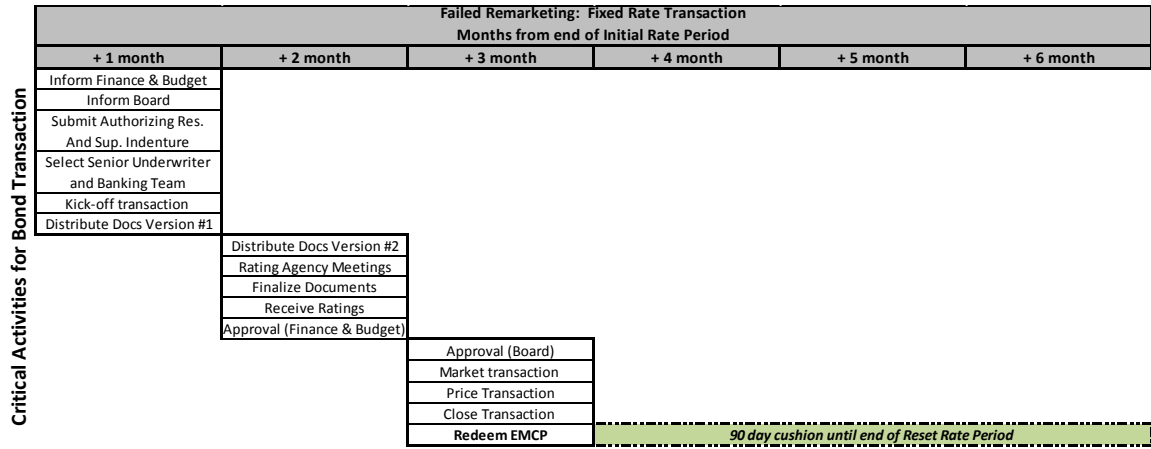 Failed Remarketing: Fixed Rate Transaction
Months from end of Initial Rate Period
+ 1 month + 2 month + 3 month + 4 month + 5 month + 6 month
Critical Activities for Bond Transaction
Inform Finance & Budget
Inform Board
Submit Authorizing Res.
And Sup. Indenture
Select Senior Underwriter
and Banking Team
Kick-off transaction
Distribute Docs Version #1
Distribute Docs Version #2
Rating Agency Meetings
Finalize Documents
Receive Ratings
Approval (Finance & Budget)
Approval (Board)
Market transaction
Price Transaction
Close Transaction
Redeem EMCP 90 day cushion until end of Reset Rate Period